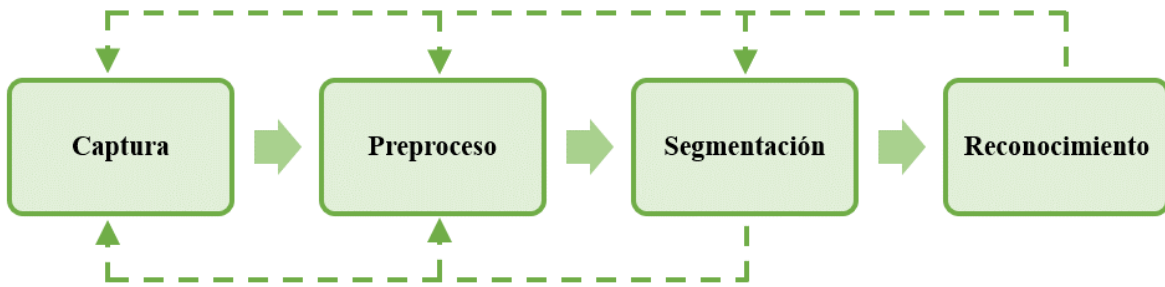 Captura
Preproceso
Segmentación
Reconocimiento